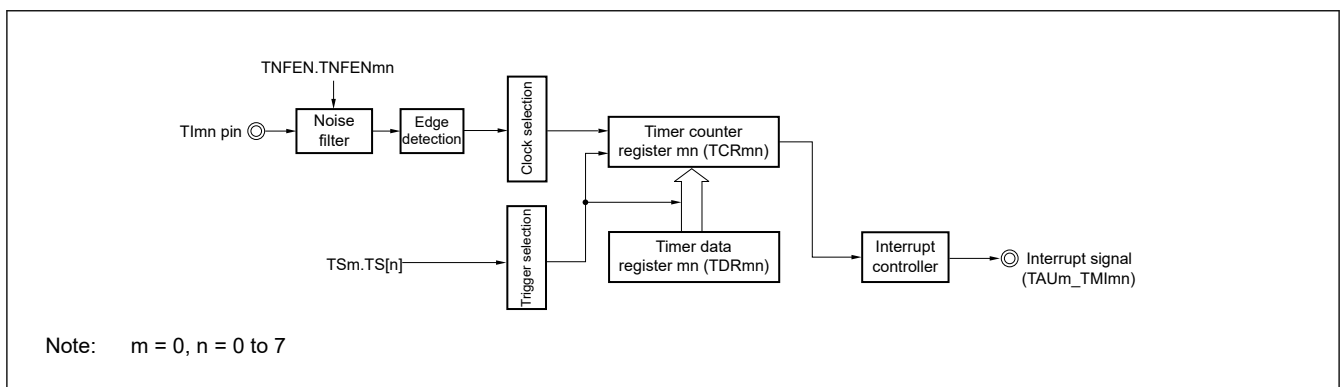 TNFEN.TNFENmn
TImn pin
Noise
filter
Edge
detection
Clock selection
Timer counter
register mn (TCRmn)
TSm.TS[n]
Trigger selection
Timer data
register mn (TDRmn)
Interrupt
controller
Interrupt signal
(TAUm_TMImn)
Note: m = 0, n = 0 to 7